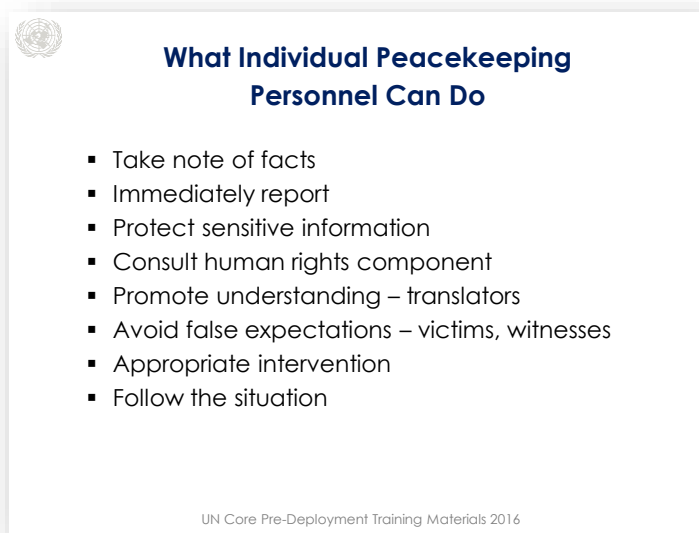 What Individual Peacekeeping
Personnel Can Do
▪ Take note of facts
▪ Immediately report
▪ Protect sensitive information
▪ Consult human rights component
▪ Promote understanding – translators
▪ Avoid false expectations – victims, witnesses
▪ Appropriate intervention
▪ Follow the situation
UN Core Pre-Deployment Training Materials 2016